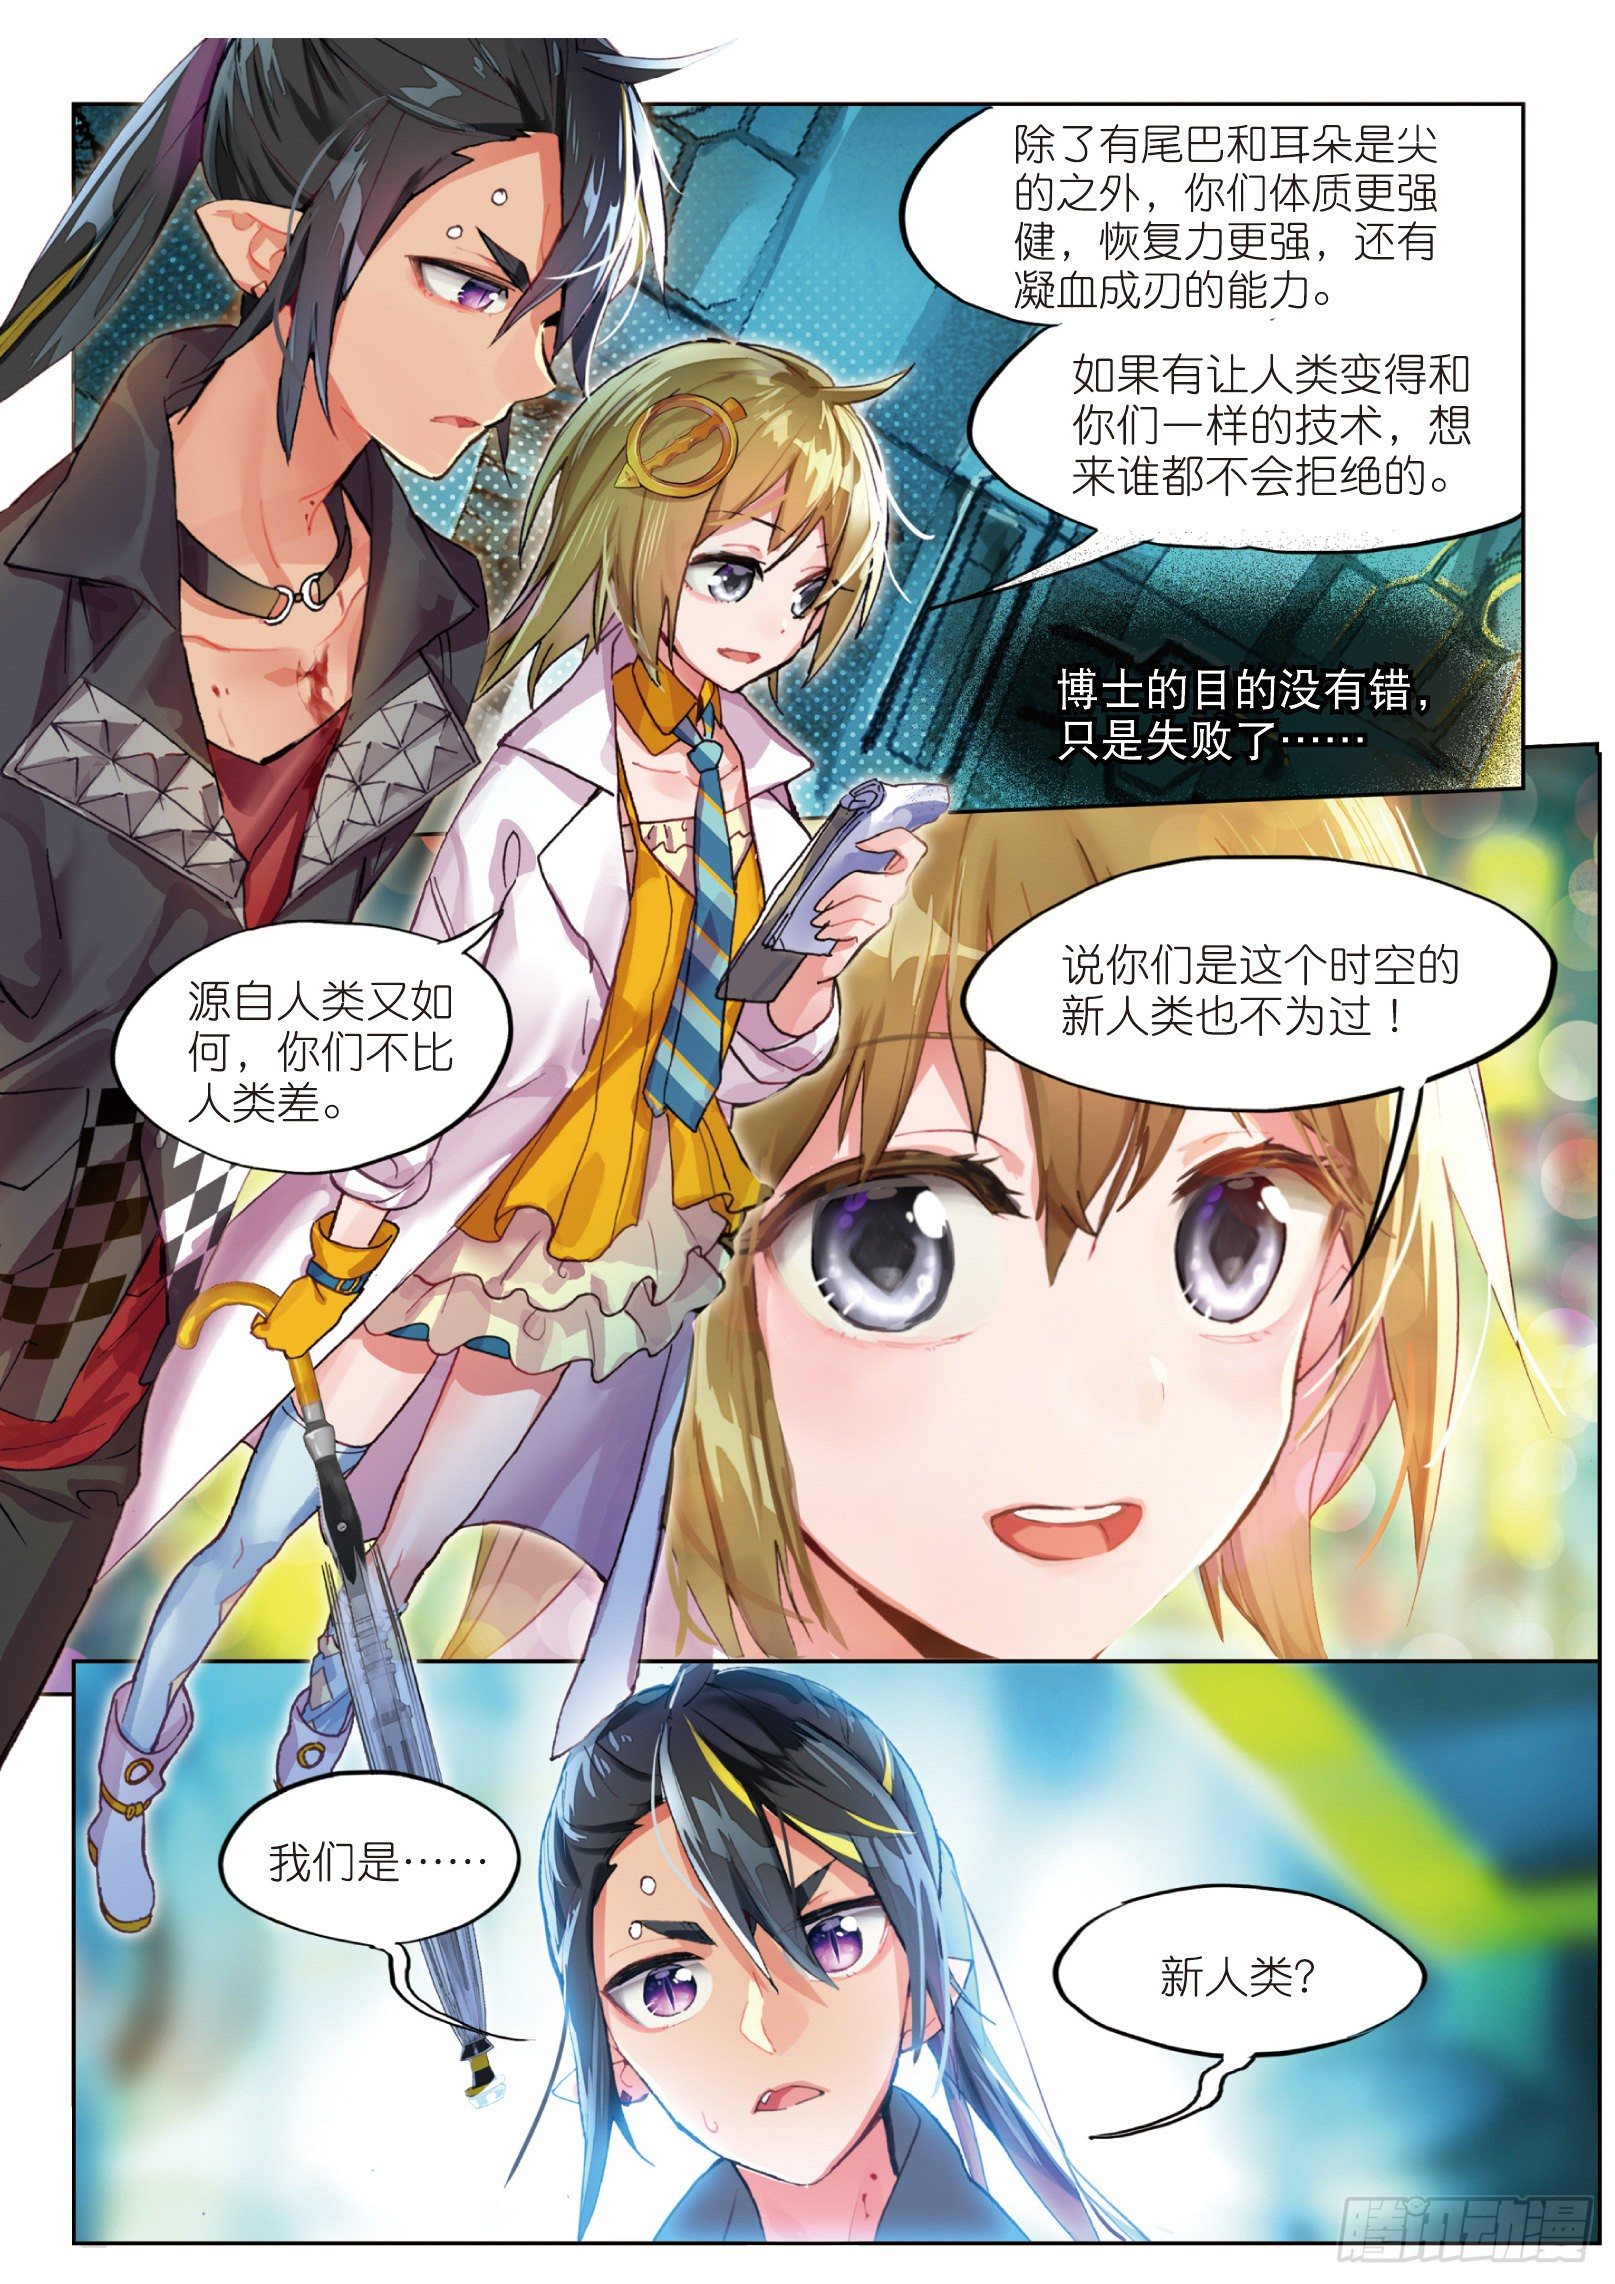 除了有尾巴和耳朵是尖
的之外，你们体质更强
健，恢复力更强，还有
凝血成刃的能力。
如果有让人类变得和
你们一样的技术，想
来谁都不会拒绝的。
博士的目的没有错，
只是失败了……
源自人类又如
何，你们不比
人类差。
说你们是这个时空的
新人类也不为过！
我们是……
新人类？
腾讯动漫